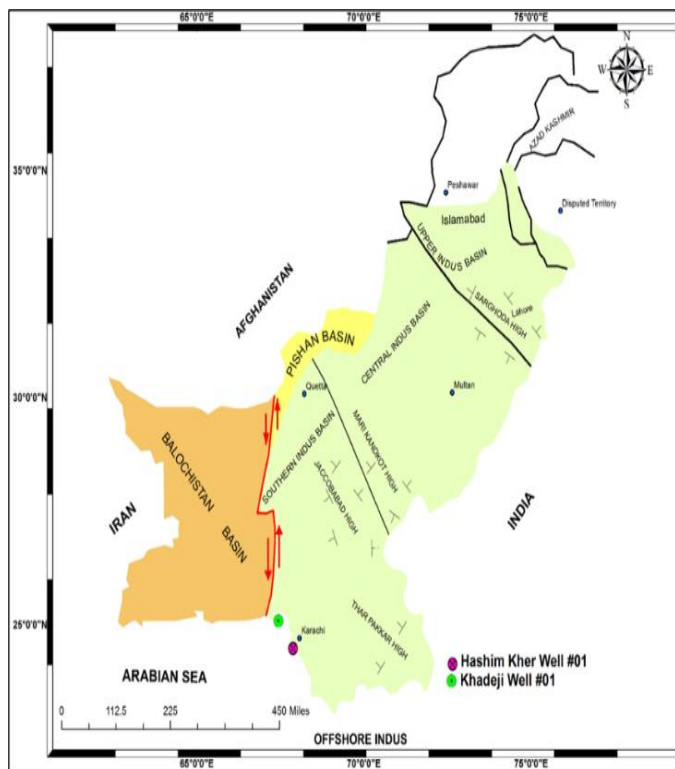 65°0'0"E 70°0'0"E 75°0'0"E
N
W E
S
35°0'0"N
30°0'0"N
25°0'0"N
AZAD KASHMIR
Peshawar
Disputed Territory
Islamabad
UPPER INDUS BASIN
SARGHODA HIGH
Lahore
AFGHANISTAN
PISHAN BASIN
CENTRAL INDUS BASIN
Quetta
Multan
SOUTHERN INDUS BASIN
MARI KANDKOT HIGH
JACCOBABAD HIGH
BALOCHISTAN
BASIN
IRAN
INDIA
THAR PAKKAR HIGH
Karachi
Hashim Kher Well #01
Khadeji Well #01
ARABIAN SEA
0 112.5 225 450 Miles
OFFSHORE INDUS
65°0'0"E 70°0'0"E 75°0'0"E